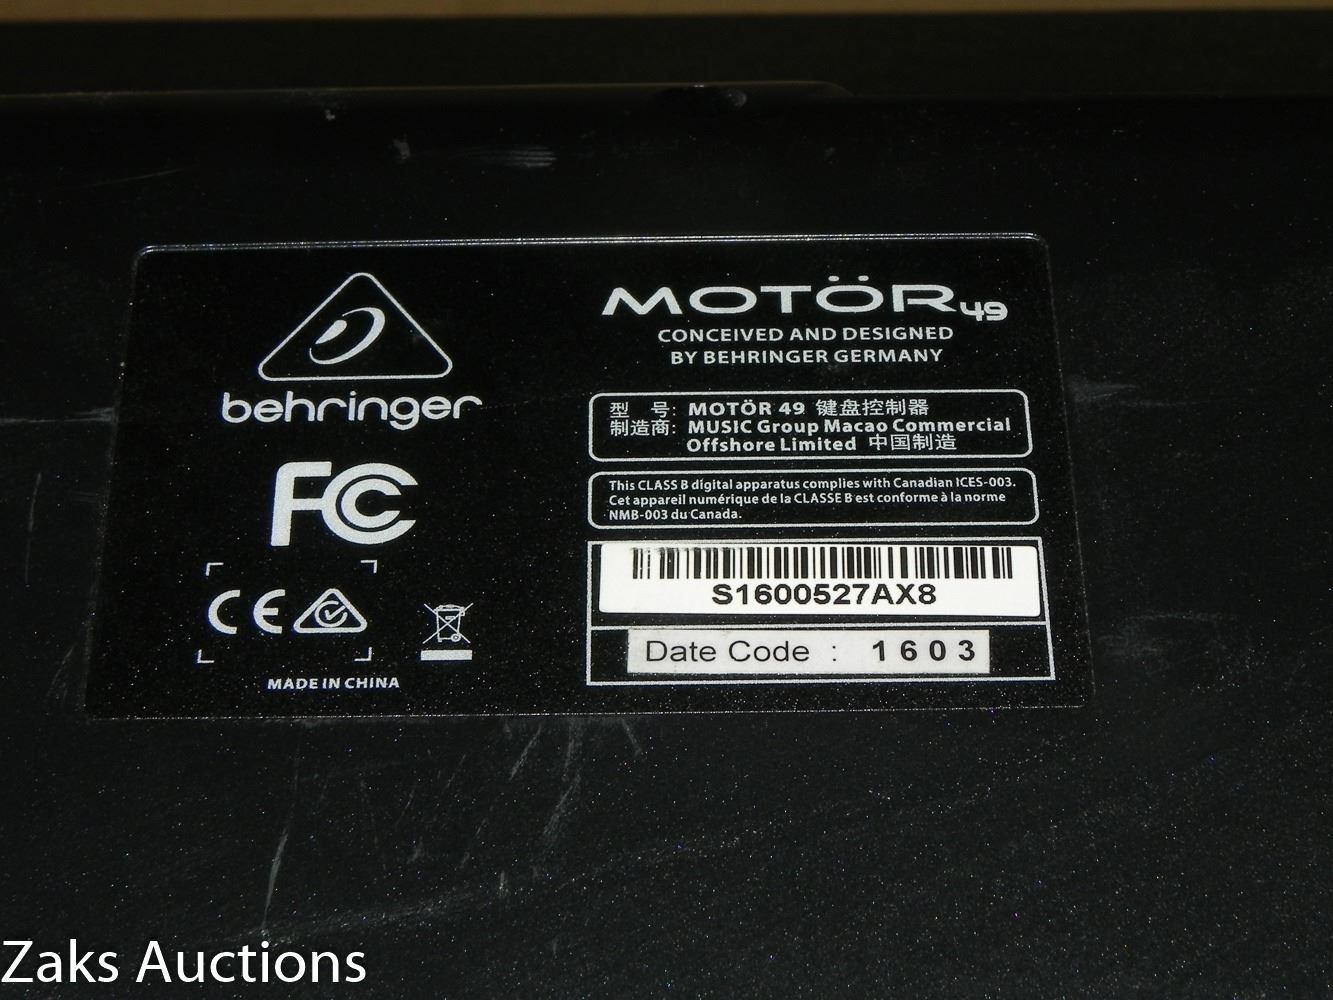 behringer
FC
CE
MADE IN CHINA
MOTÖR 49
CONCEIVED AND DESIGNED
BY BEHRINGER GERMANY
型 号: MOTÖR 49 键盘控制器
制造商: MUSIC Group Macao Commercial
Offshore Limited 中国制造
This CLASS B digital apparatus complies with Canadian ICES-003.
Cet appareil numérique de la CLASSE B est conforme à la norme
NMB-003 du Canada.
S1600527AX8
Date Code : 1603
Zaks Auctions